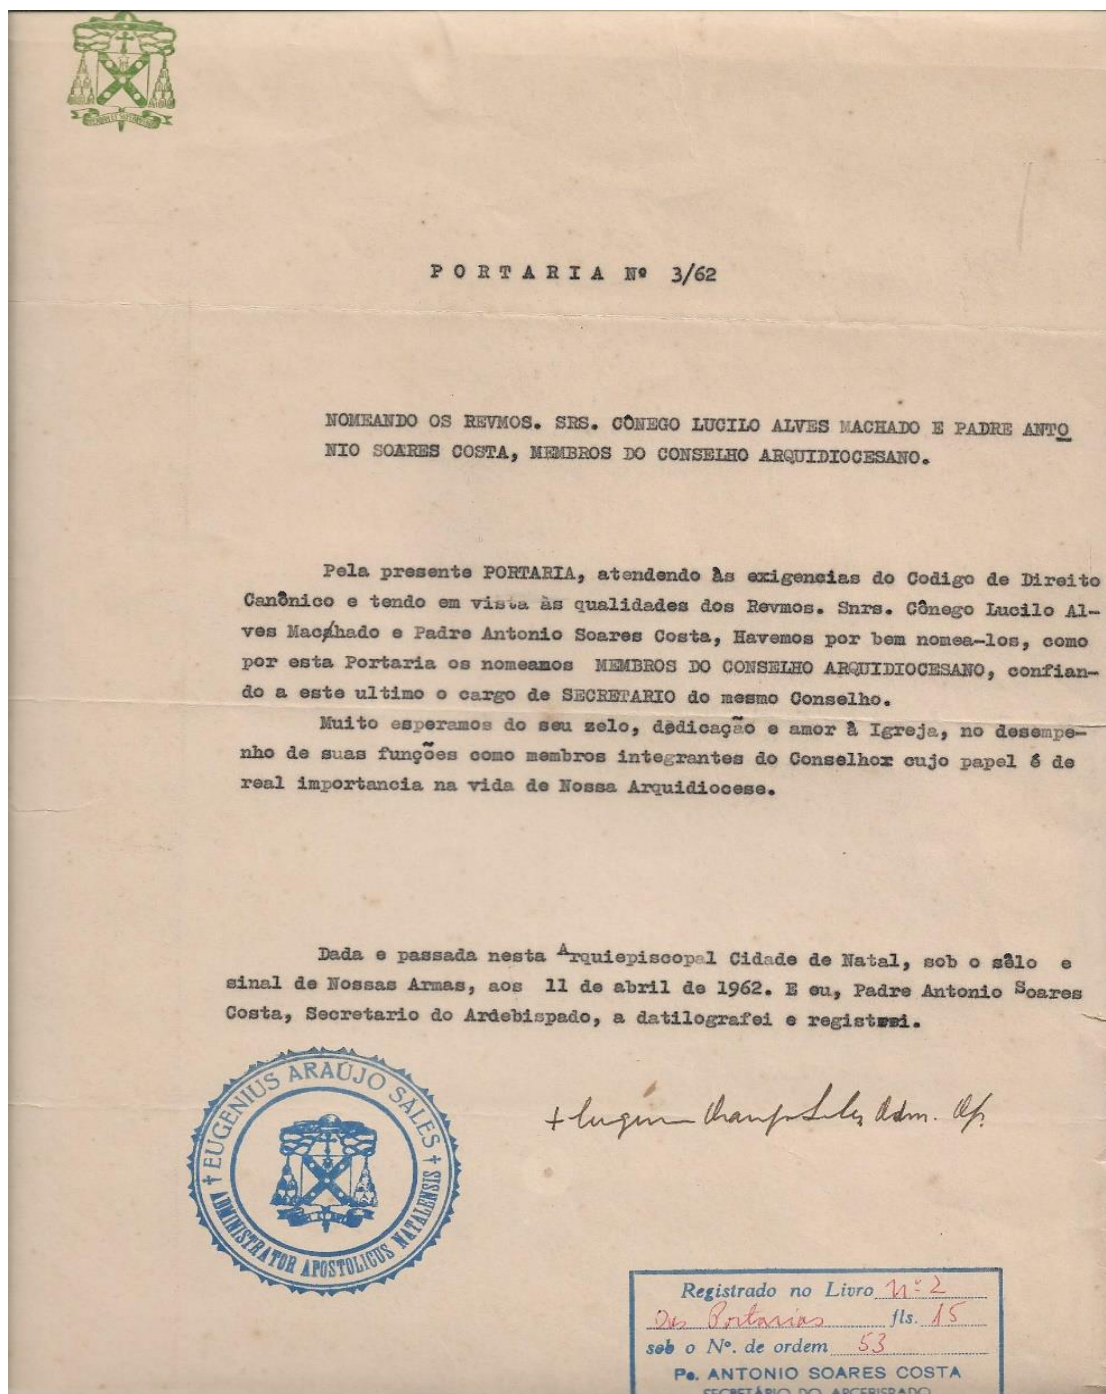 PORTARIA Nº 3/62
NOMEANDO OS REVMOS. SRS. CÔNEGO LUCILO ALVES MACHADO E PADRE ANTO
NIO SOARES COSTA, MEMBROS DO CONSELHO ARQUIDIOCESANO.
Pela presente PORTARIA, atendendo às exigencias do Codigo de Direito
Canônico e tendo em vista às qualidades dos Revmos. Snrs. Cônego Lucilo Al-
ves Machado e Padre Antonio Soares Costa, Havemos por bem nomea-los, como
por esta Portaria os nomeamos MEMBROS DO CONSELHO ARQUIDIOCESANO, confian-
do a este ultimo o cargo de SECRETARIO do mesmo Conselho.
Muito esperamos do seu zelo, dedicação e amor à Igreja, no desempe-
nho de suas funções como membros integrantes do Conselhox cujo papel é de
real importancia na vida de Nossa Arquidiocese.
Dada e passada nesta Arquiepiscopal Cidade de Natal, sob o sêlo e
sinal de Nossas Armas, aos 11 de abril de 1962. E eu, Padre Antonio Soares
Costa, Secretario do Ardebispado, a datilografei e registrei.
† EUGENIUS ARAÚJO SALES †
ADMINISTRATOR APOSTOLICUS NATALENSIS
+ Eugenio Araujo Sales Adm. Ap.
Registrado no Livro nº 2
Das Portarias fls. 15
sob o Nº. de ordem 53
Pe. ANTONIO SOARES COSTA
SECRETÁRIO DO ARCEBISPADO